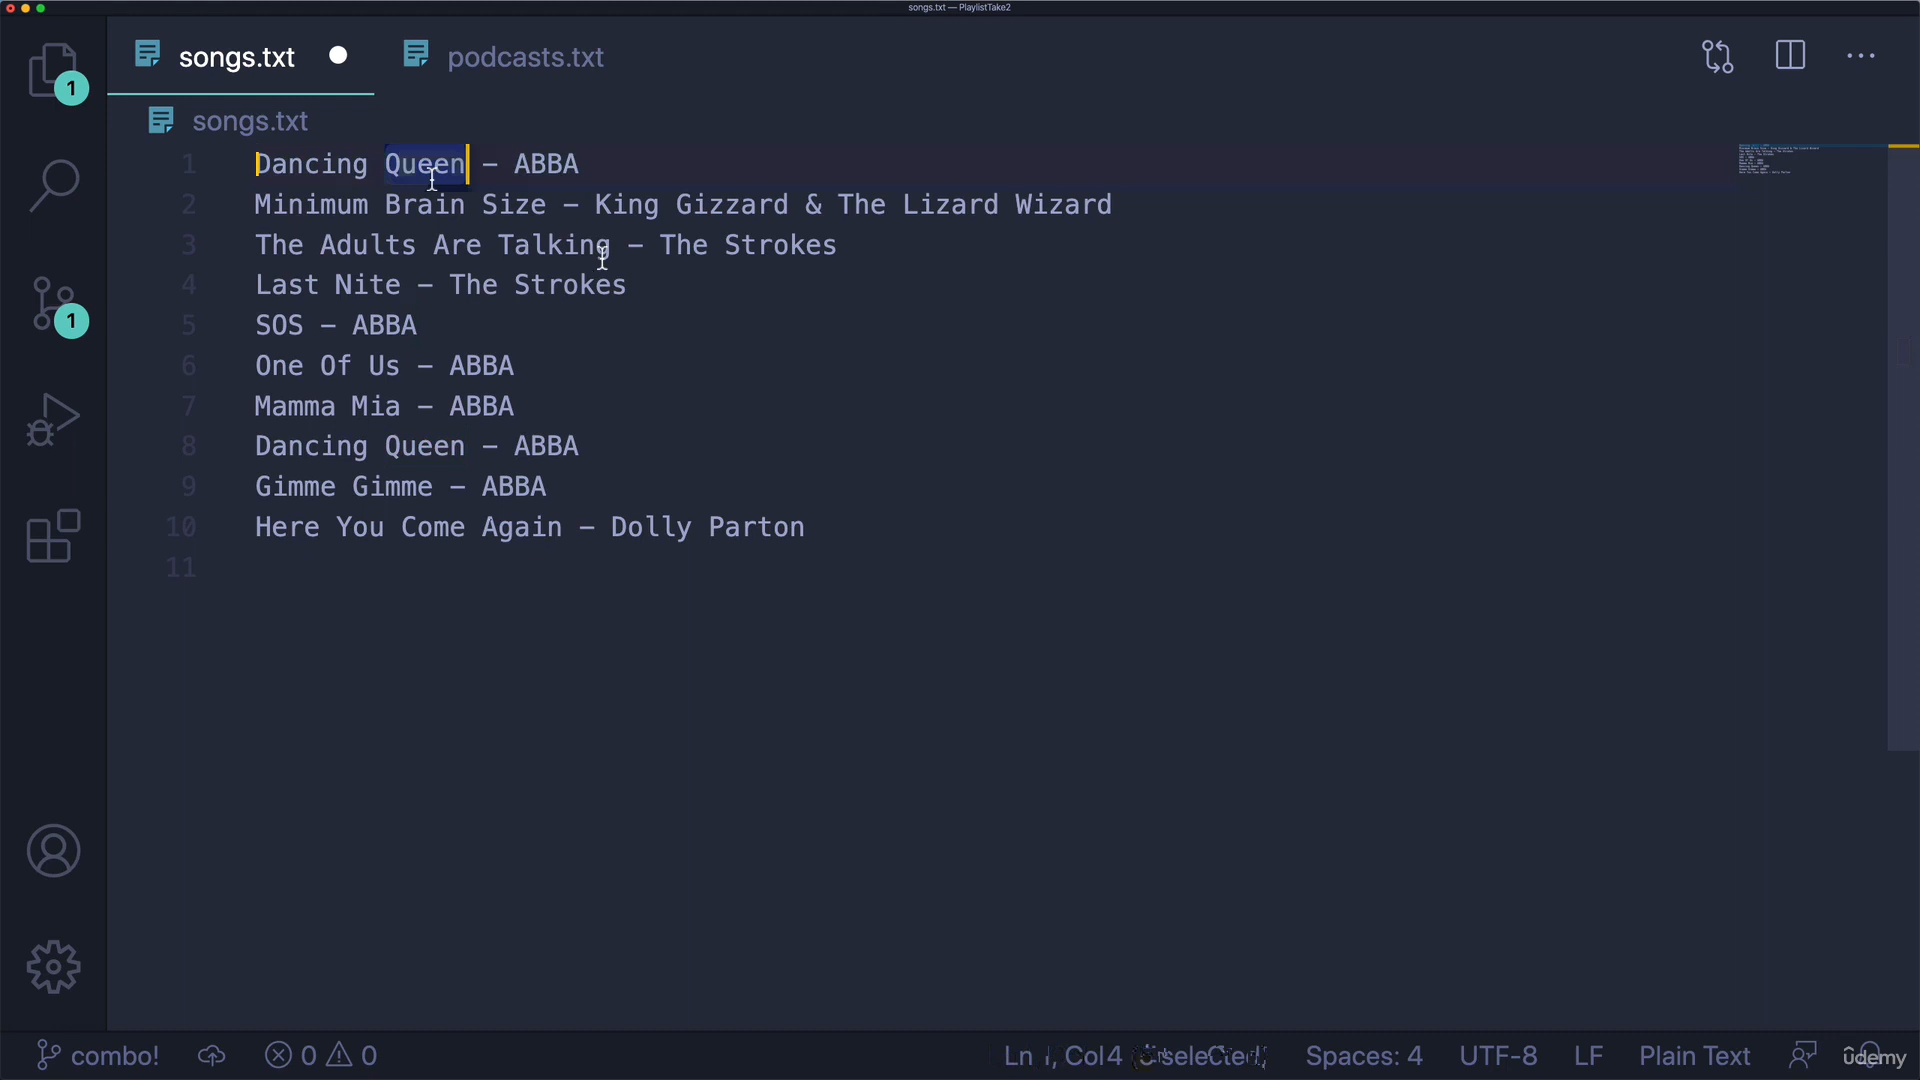 songs.txt — PlaylistTake2
songs.txt
podcasts.txt
1
songs.txt
1 Dancing Queen – ABBA
2 Minimum Brain Size – King Gizzard & The Lizard Wizard
3 The Adults Are Talking – The Strokes
4 Last Nite – The Strokes
1
5 SOS – ABBA
6 One Of Us – ABBA
7 Mamma Mia – ABBA
8 Dancing Queen – ABBA
9 Gimme Gimme – ABBA
10 Here You Come Again – Dolly Parton
11
combo! 0 0 Ln Col Spaces: 4 UTF-8 LF Plain Text
ûdemy